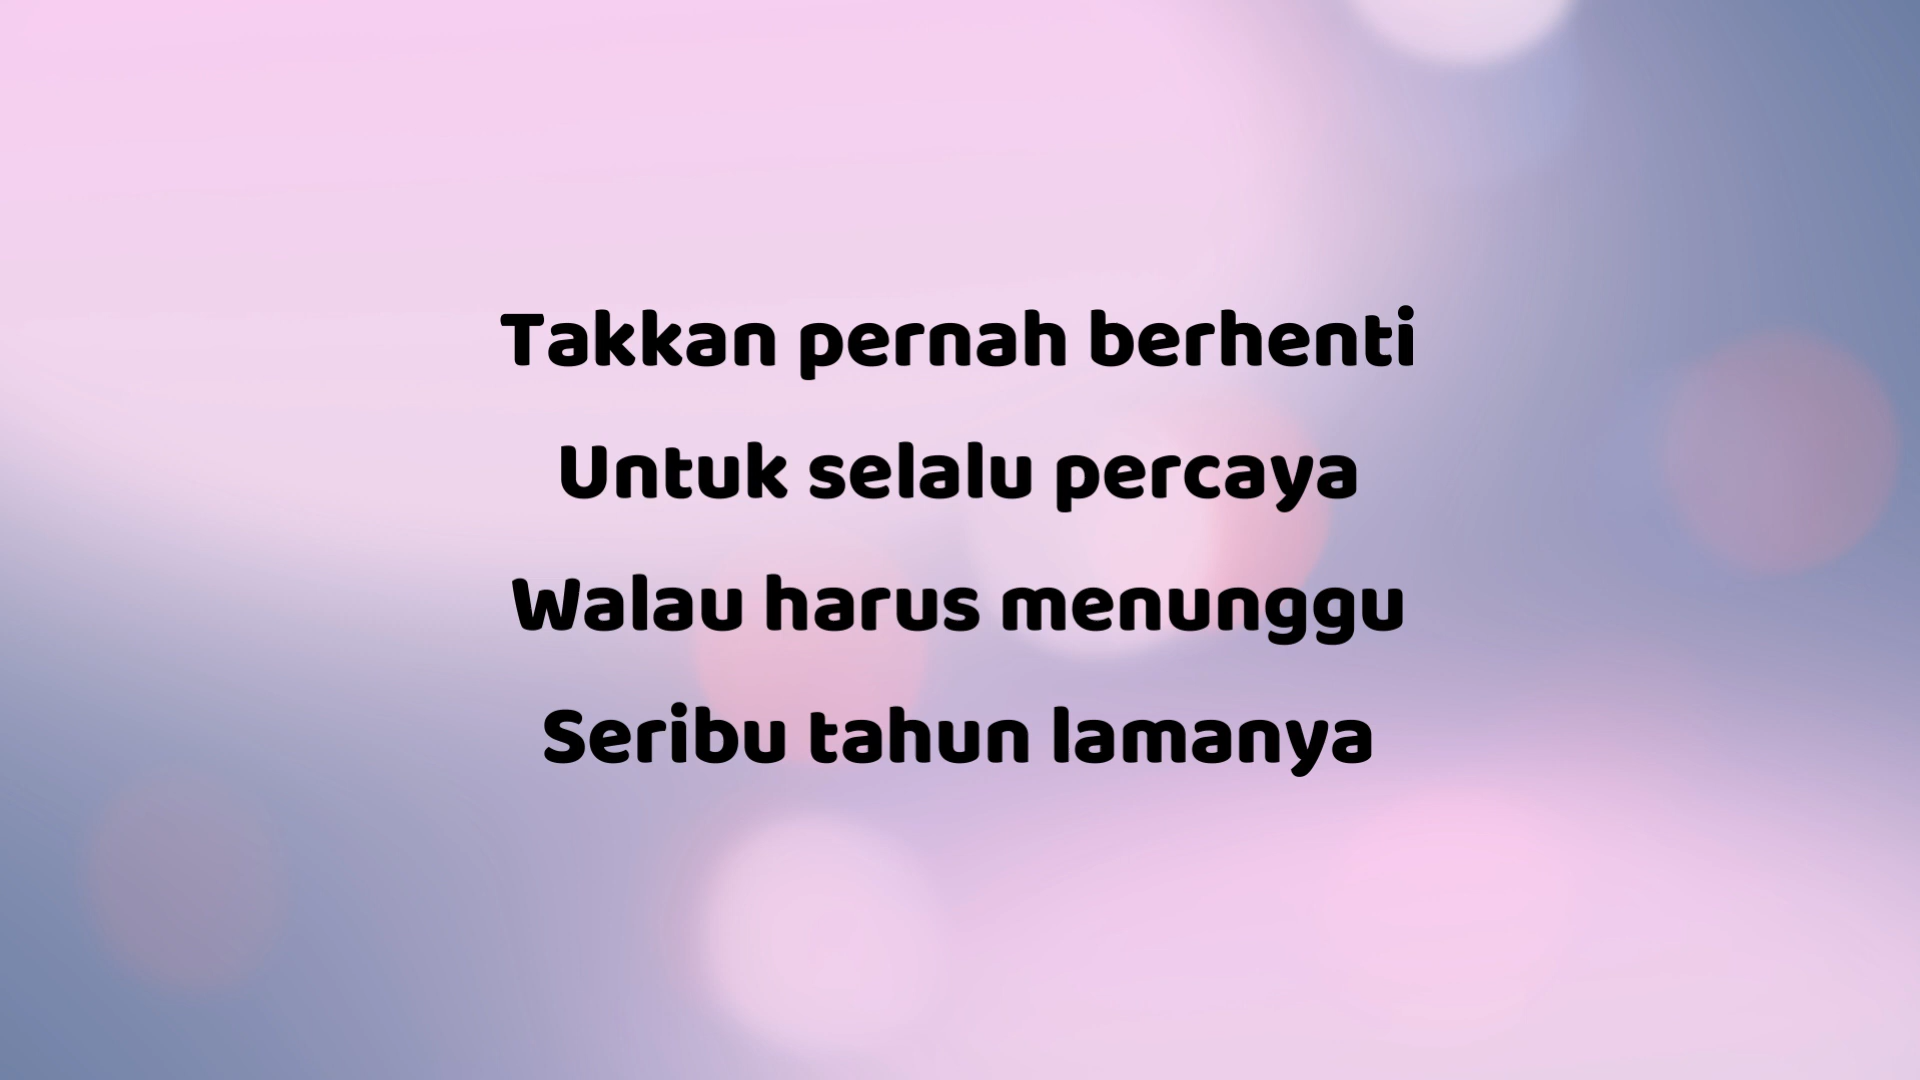 Takkan pernah berhenti
Untuk selalu percaya
Walau harus menunggu
Seribu tahun lamanya